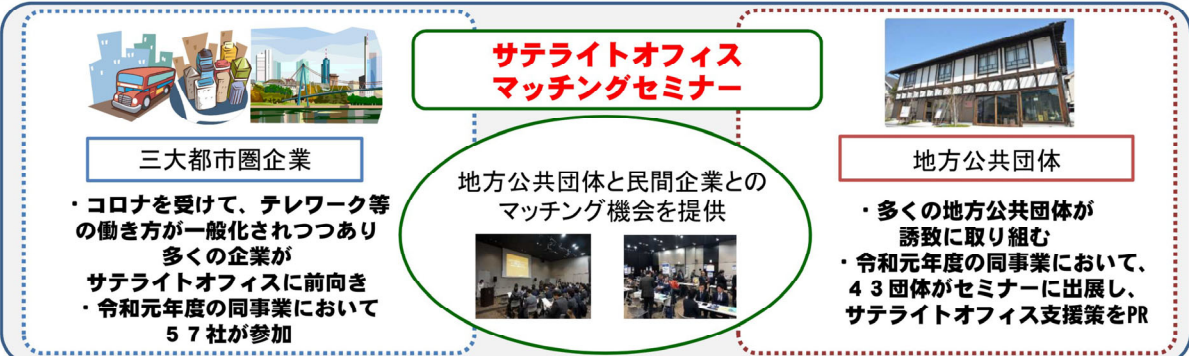 サテライトオフィス
マッチングセミナー
三大都市圏企業
・コロナを受けて、テレワーク等
の働き方が一般化されつつあり
多くの企業が
サテライトオフィスに前向き
・令和元年度の同事業において
５７社が参加
地方公共団体と民間企業との
マッチング機会を提供
地方公共団体
・多くの地方公共団体が
誘致に取り組む
・令和元年度の同事業において、
４３団体がセミナーに出展し、
サテライトオフィス支援策をPR